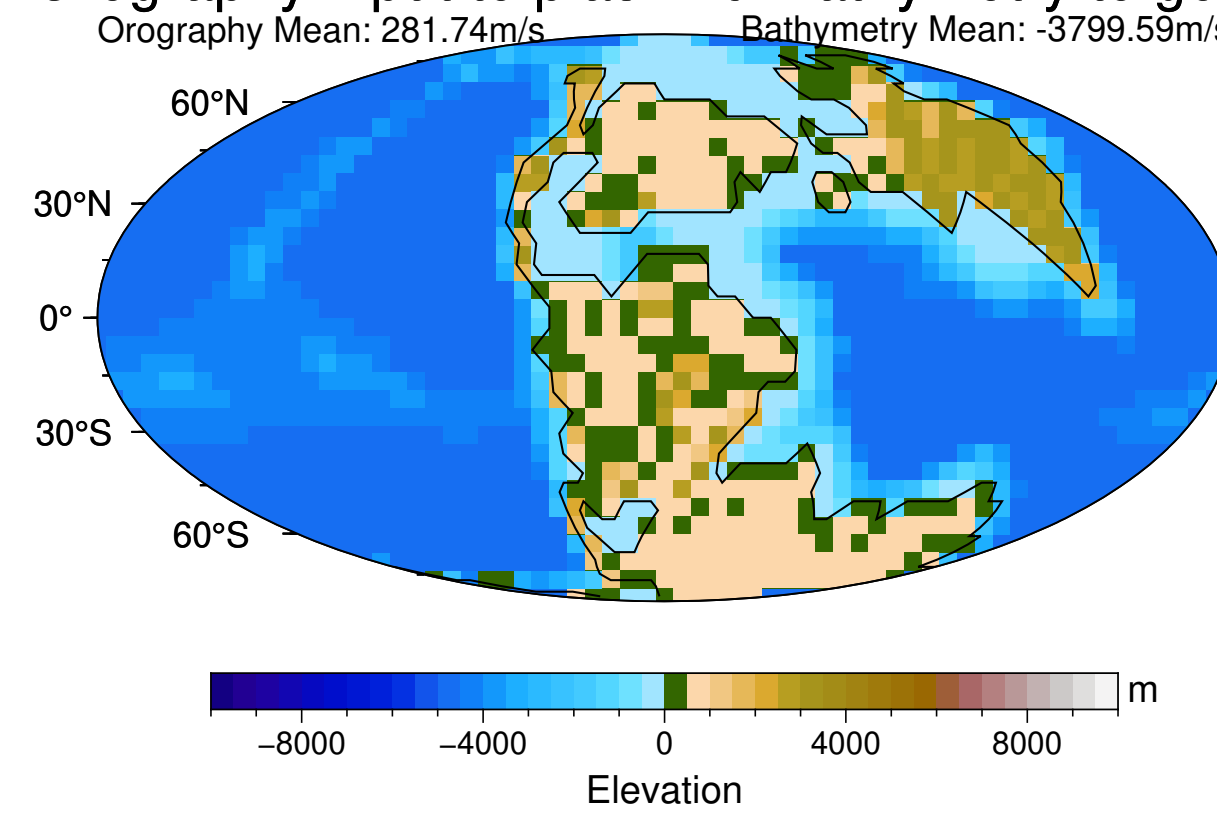 Orography Mean: 281.74m/s Bathymetry Mean: -3799.59m/s
60°N
30°N
0°
30°S
60°S
m
−8000 −4000 0 4000 8000
Elevation